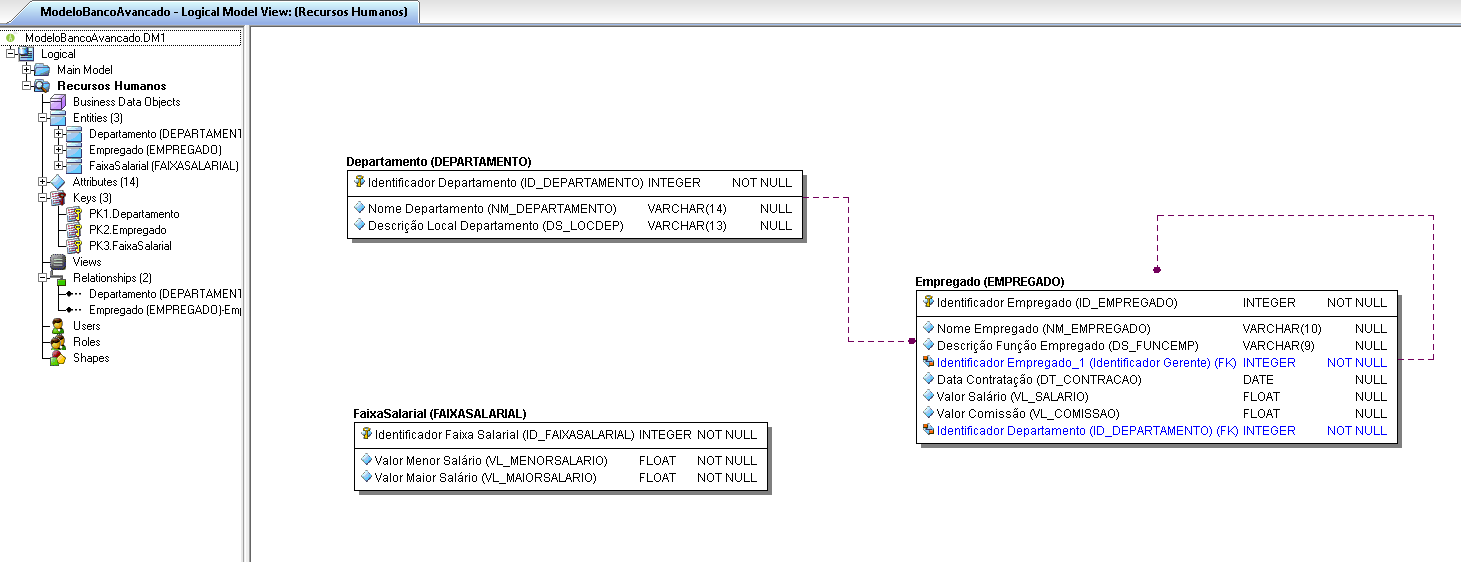 ModeloBancoAvancado - Logical Model View: (Recursos Humanos)
ModeloBancoAvancado.DM1
Logical
Main Model
Recursos Humanos
Business Data Objects
Entities (3)
Departamento (DEPARTAMENT
Empregado (EMPREGADO)
FaixaSalarial (FAIXASALARIAL)
Attributes (14)
Keys (3)
PK1.Departamento
PK2.Empregado
PK3.FaixaSalarial
Views
Relationships (2)
Departamento (DEPARTAMENT
Empregado (EMPREGADO)-Em
Users
Roles
Shapes
Departamento (DEPARTAMENTO)
Identificador Departamento (ID_DEPARTAMENTO) INTEGER NOT NULL
Nome Departamento (NM_DEPARTAMENTO) VARCHAR(14) NULL
Descrição Local Departamento (DS_LOCDEP) VARCHAR(13) NULL
Empregado (EMPREGADO)
Identificador Empregado (ID_EMPREGADO) INTEGER NOT NULL
Nome Empregado (NM_EMPREGADO) VARCHAR(10) NULL
Descrição Função Empregado (DS_FUNCEMP) VARCHAR(9) NULL
Identificador Empregado_1 (Identificador Gerente) (FK) INTEGER NOT NULL
Data Contratação (DT_CONTRACAO) DATE NULL
Valor Salário (VL_SALARIO) FLOAT NULL
Valor Comissão (VL_COMISSAO) FLOAT NULL
Identificador Departamento (ID_DEPARTAMENTO) (FK) INTEGER NOT NULL
FaixaSalarial (FAIXASALARIAL)
Identificador Faixa Salarial (ID_FAIXASALARIAL) INTEGER NOT NULL
Valor Menor Salário (VL_MENORSALARIO) FLOAT NOT NULL
Valor Maior Salário (VL_MAIORSALARIO) FLOAT NOT NULL